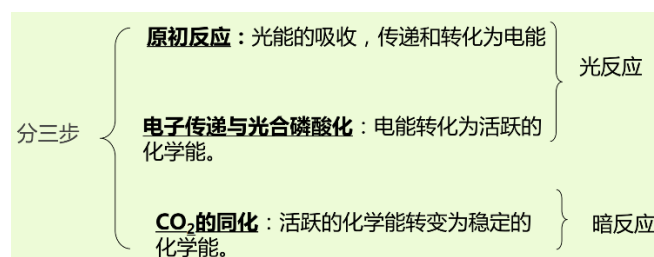 原初反应：光能的吸收，传递和转化为电能
光反应
分三步
电子传递与光合磷酸化：电能转化为活跃的
化学能。
CO₂的同化：活跃的化学能转变为稳定的
化学能。
暗反应